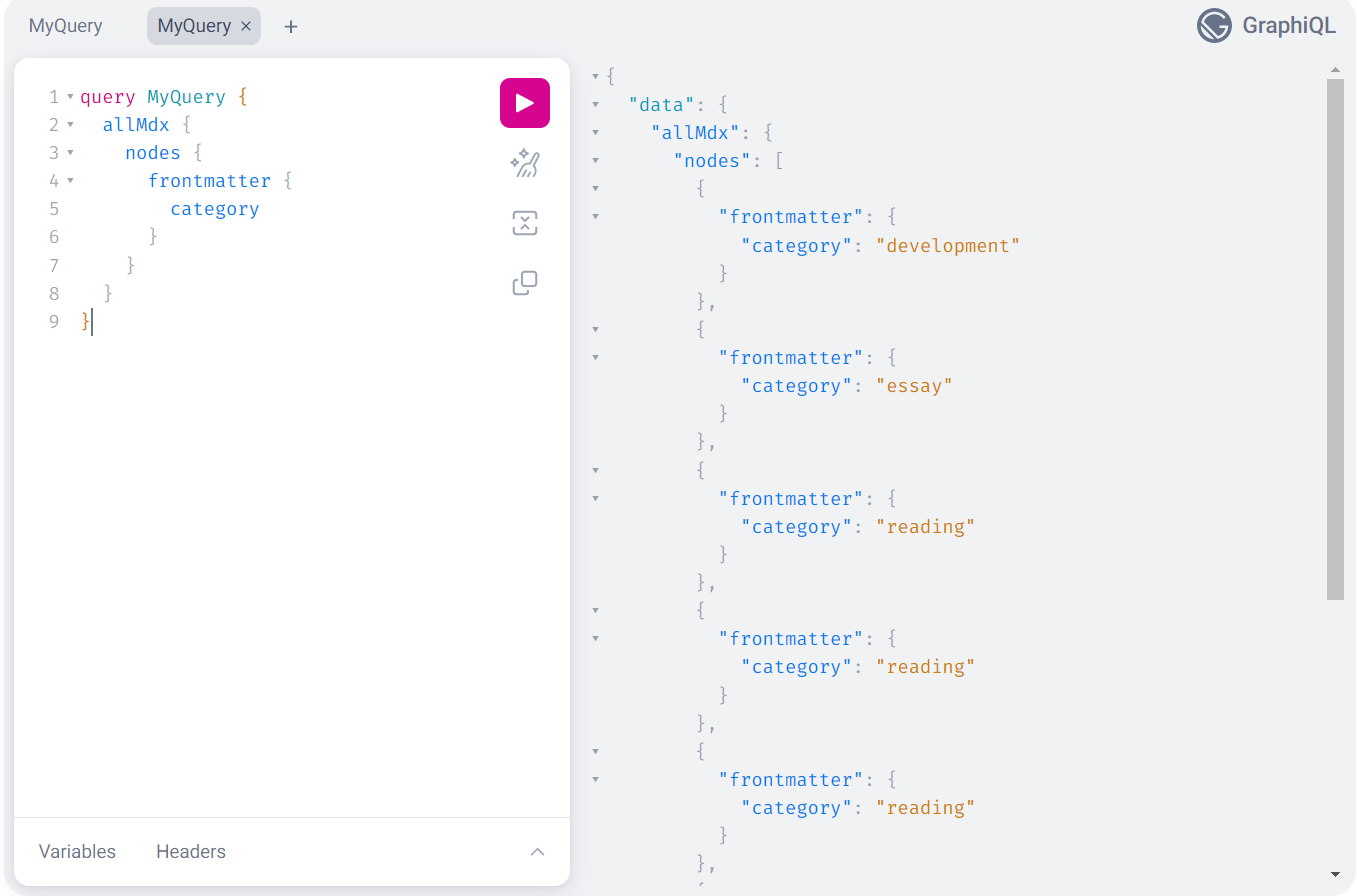 MyQuery
MyQuery ×
+
GraphiQL
1 query MyQuery {
2 allMdx {
3 nodes {
4 frontmatter {
5 category
6 }
7 }
8 }
9 }
{
"data": {
"allMdx": {
"nodes": [
{
"frontmatter": {
"category": "development"
}
},
{
"frontmatter": {
"category": "essay"
}
},
{
"frontmatter": {
"category": "reading"
}
},
{
"frontmatter": {
"category": "reading"
}
},
{
"frontmatter": {
"category": "reading"
}
},
Variables Headers